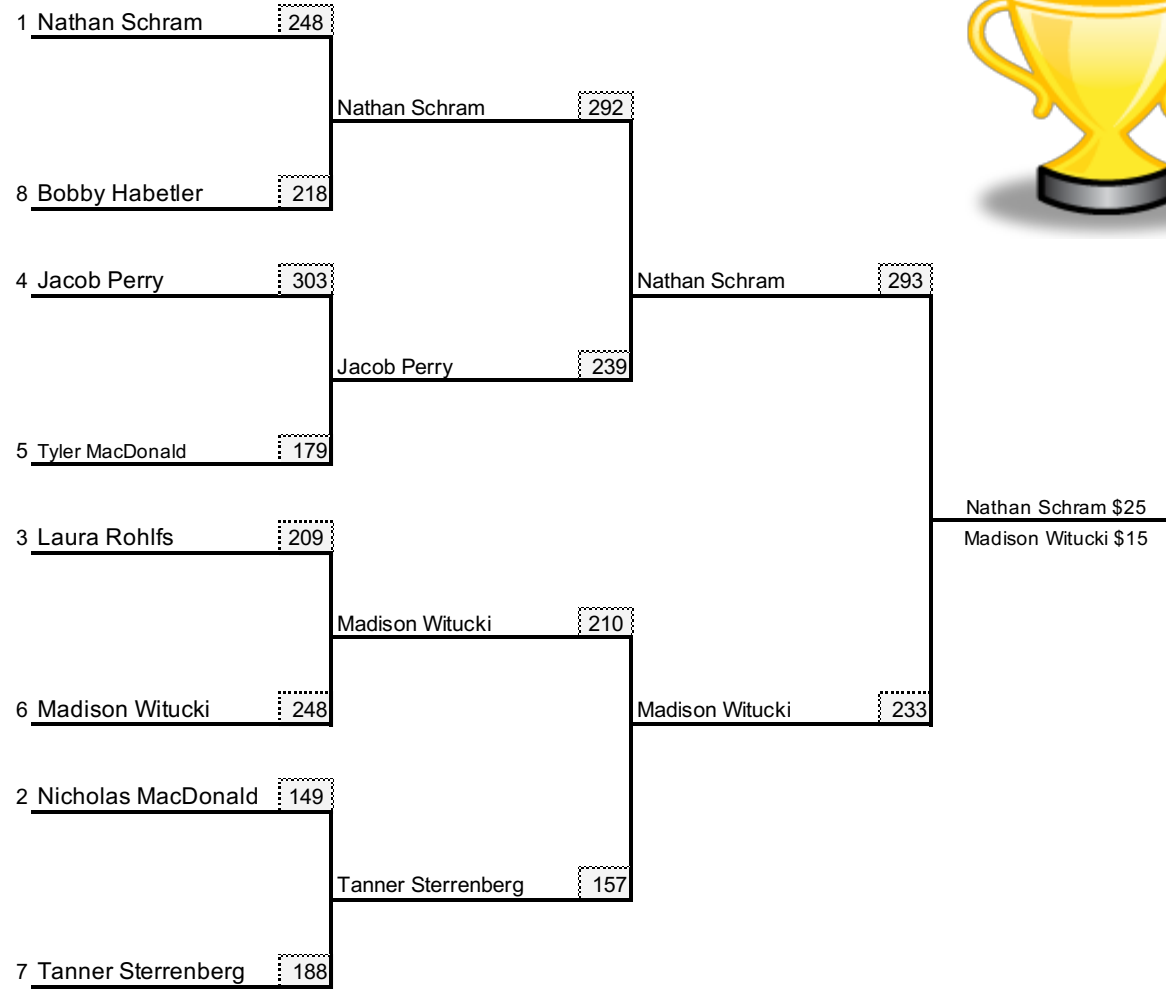 1 Nathan Schram 248
Nathan Schram 292
8 Bobby Habetler 218
4 Jacob Perry 303
Nathan Schram 293
Jacob Perry 239
5 Tyler MacDonald 179
Nathan Schram $25
3 Laura Rohlfs 209
Madison Witucki $15
Madison Witucki 210
6 Madison Witucki 248
Madison Witucki 233
2 Nicholas MacDonald 149
Tanner Sterrenberg 157
7 Tanner Sterrenberg 188